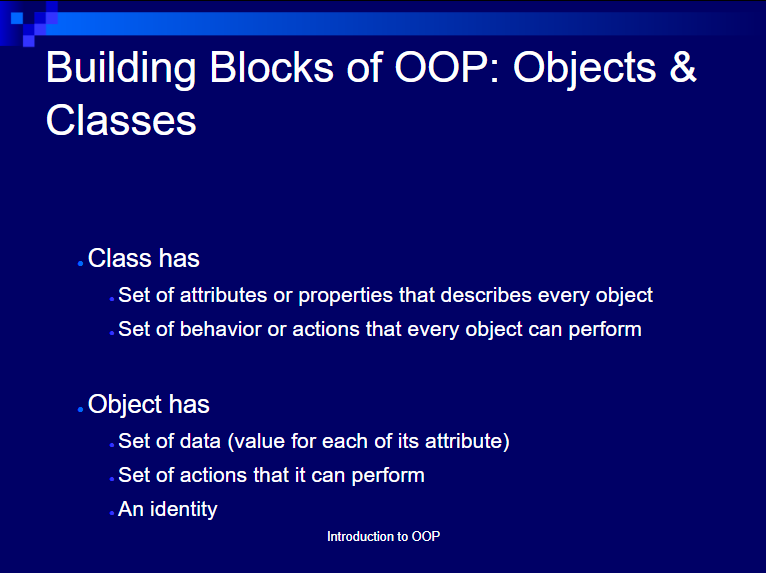 Building Blocks of OOP: Objects &
Classes
Class has
Set of attributes or properties that describes every object
Set of behavior or actions that every object can perform
Object has
Set of data (value for each of its attribute)
Set of actions that it can perform
An identity
Introduction to OOP